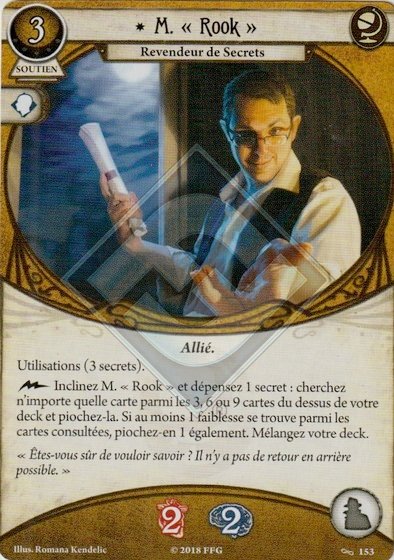 3
M. « Rook »
SOUTIEN
Revendeur de Secrets
Allié.
Utilisations (3 secrets).
Inclinez M. « Rook » et dépensez 1 secret : cherchez
n'importe quelle carte parmi les 3, 6 ou 9 cartes du dessus de votre
deck et piochez-la. Si au moins 1 faiblesse se trouve parmi les
cartes consultées, piochez-en 1 également. Mélangez votre deck.
« Êtes-vous sûr de vouloir savoir ? Il n'y a pas de retour en arrière
possible. »
2 2
Illus. Romana Kendelic © 2018 FFG 153